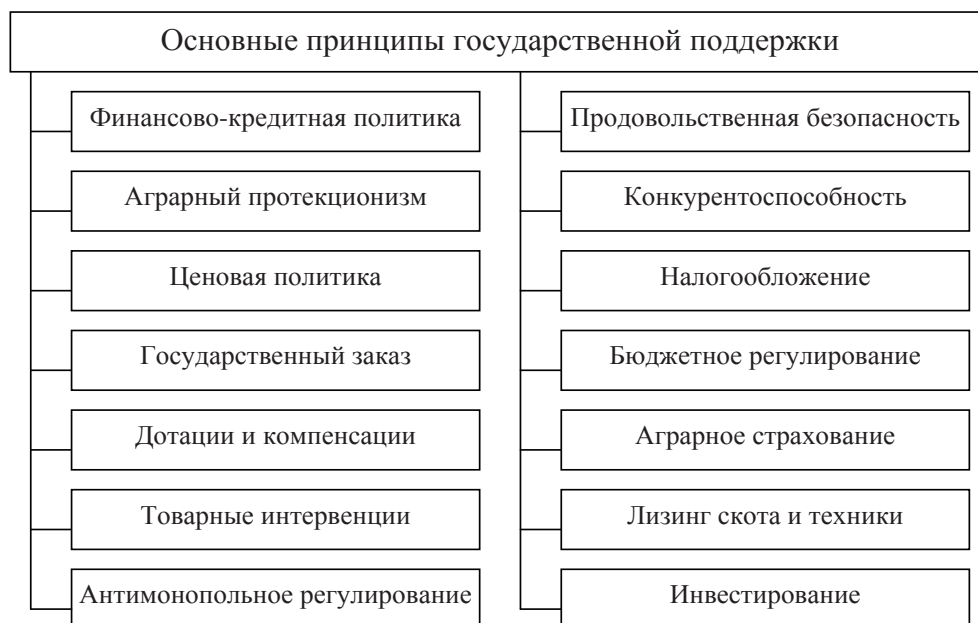 Основные принципы государственной поддержки
Финансово-кредитная политика
Аграрный протекционизм
Ценовая политика
Государственный заказ
Дотации и компенсации
Товарные интервенции
Антимонопольное регулирование
Продовольственная безопасность
Конкурентоспособность
Налогообложение
Бюджетное регулирование
Аграрное страхование
Лизинг скота и техники
Инвестирование